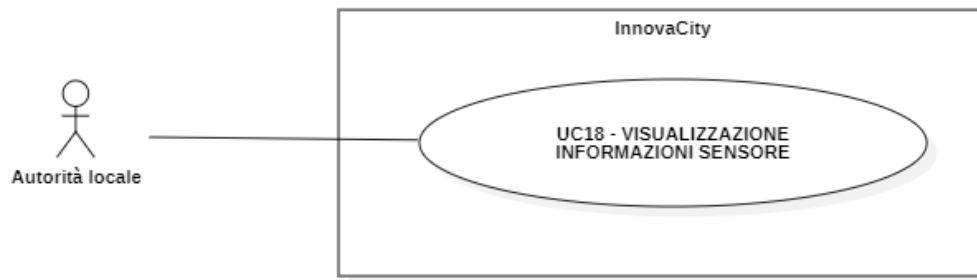 InnovaCity
UC18 - VISUALIZZAZIONE
INFORMAZIONI SENSORE
Autorità locale